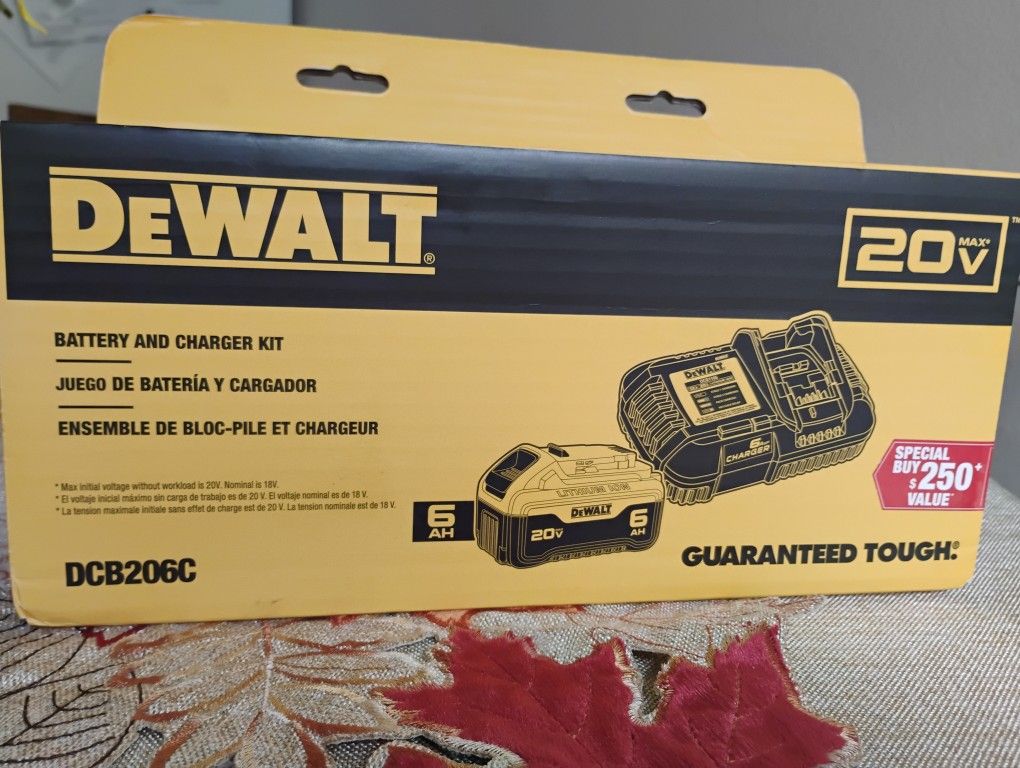 DEWALT®
20V MAX* ™
BATTERY AND CHARGER KIT
JUEGO DE BATERÍA Y CARGADOR
ENSEMBLE DE BLOC-PILE ET CHARGEUR
* Max initial voltage without workload is 20V. Nominal is 18V.
* El voltaje inicial máximo sin carga de trabajo es de 20 V. El voltaje nominal es de 18 V.
* La tension maximale initiale sans effet de charge est de 20 V. La tension nominale est de 18 V.
DCB206C
6
AH
LITHIUM ION
DEWALT
20V
6
AH
DEWALT
6
CHARGER
SPECIAL
BUY
$250+
VALUE*
GUARANTEED TOUGH.®